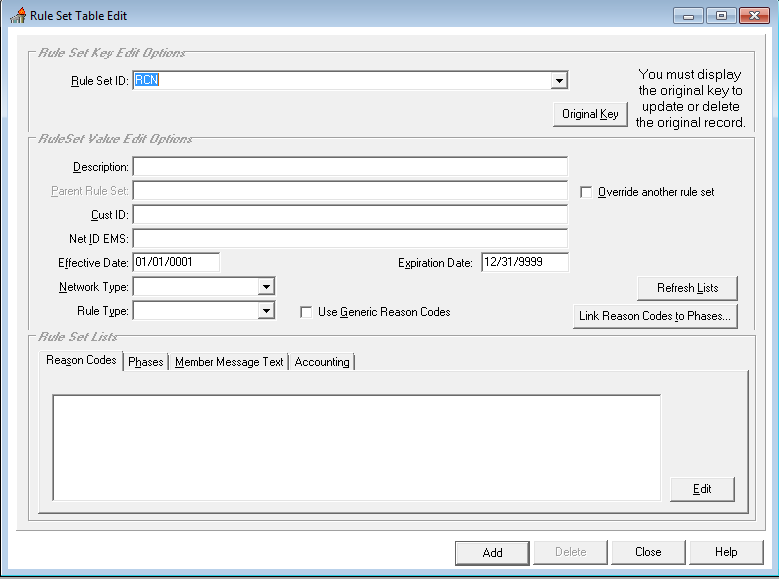 Rule Set Table Edit
Rule Set Key Edit Options
Rule Set ID: RCN
You must display
the original key to
update or delete
the original record.
Original Key
RuleSet Value Edit Options
Description:
Parent Rule Set:
Override another rule set
Cust ID:
Net ID EMS:
Effective Date: 01/01/0001 Expiration Date: 12/31/9999
Network Type: Refresh Lists
Rule Type: Use Generic Reason Codes Link Reason Codes to Phases...
Rule Set Lists
Reason Codes Phases Member Message Text Accounting
Edit
Add Delete Close Help